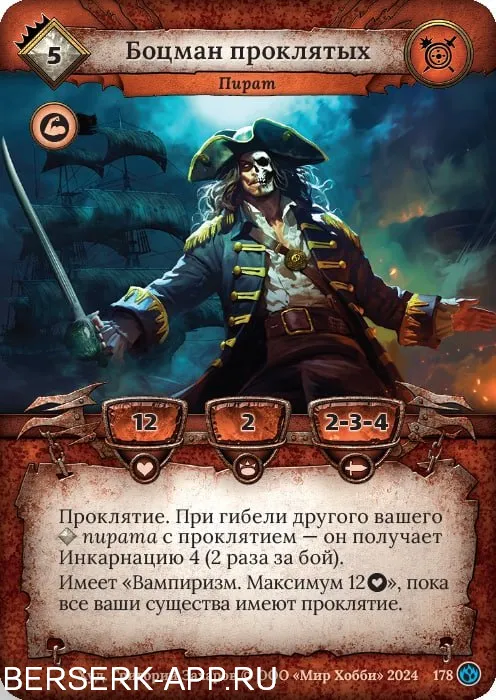 5
Боцман проклятых
Пират
12
2
2-3-4
Проклятие. При гибели другого вашего
пирата с проклятием — он получает
Инкарнацию 4 (2 раза за бой).
Имеет «Вампиризм. Максимум 12», пока
все ваши существа имеют проклятие.
Захаров ООО «Мир Хобби» 2024 178
BERSERK-APP.RU